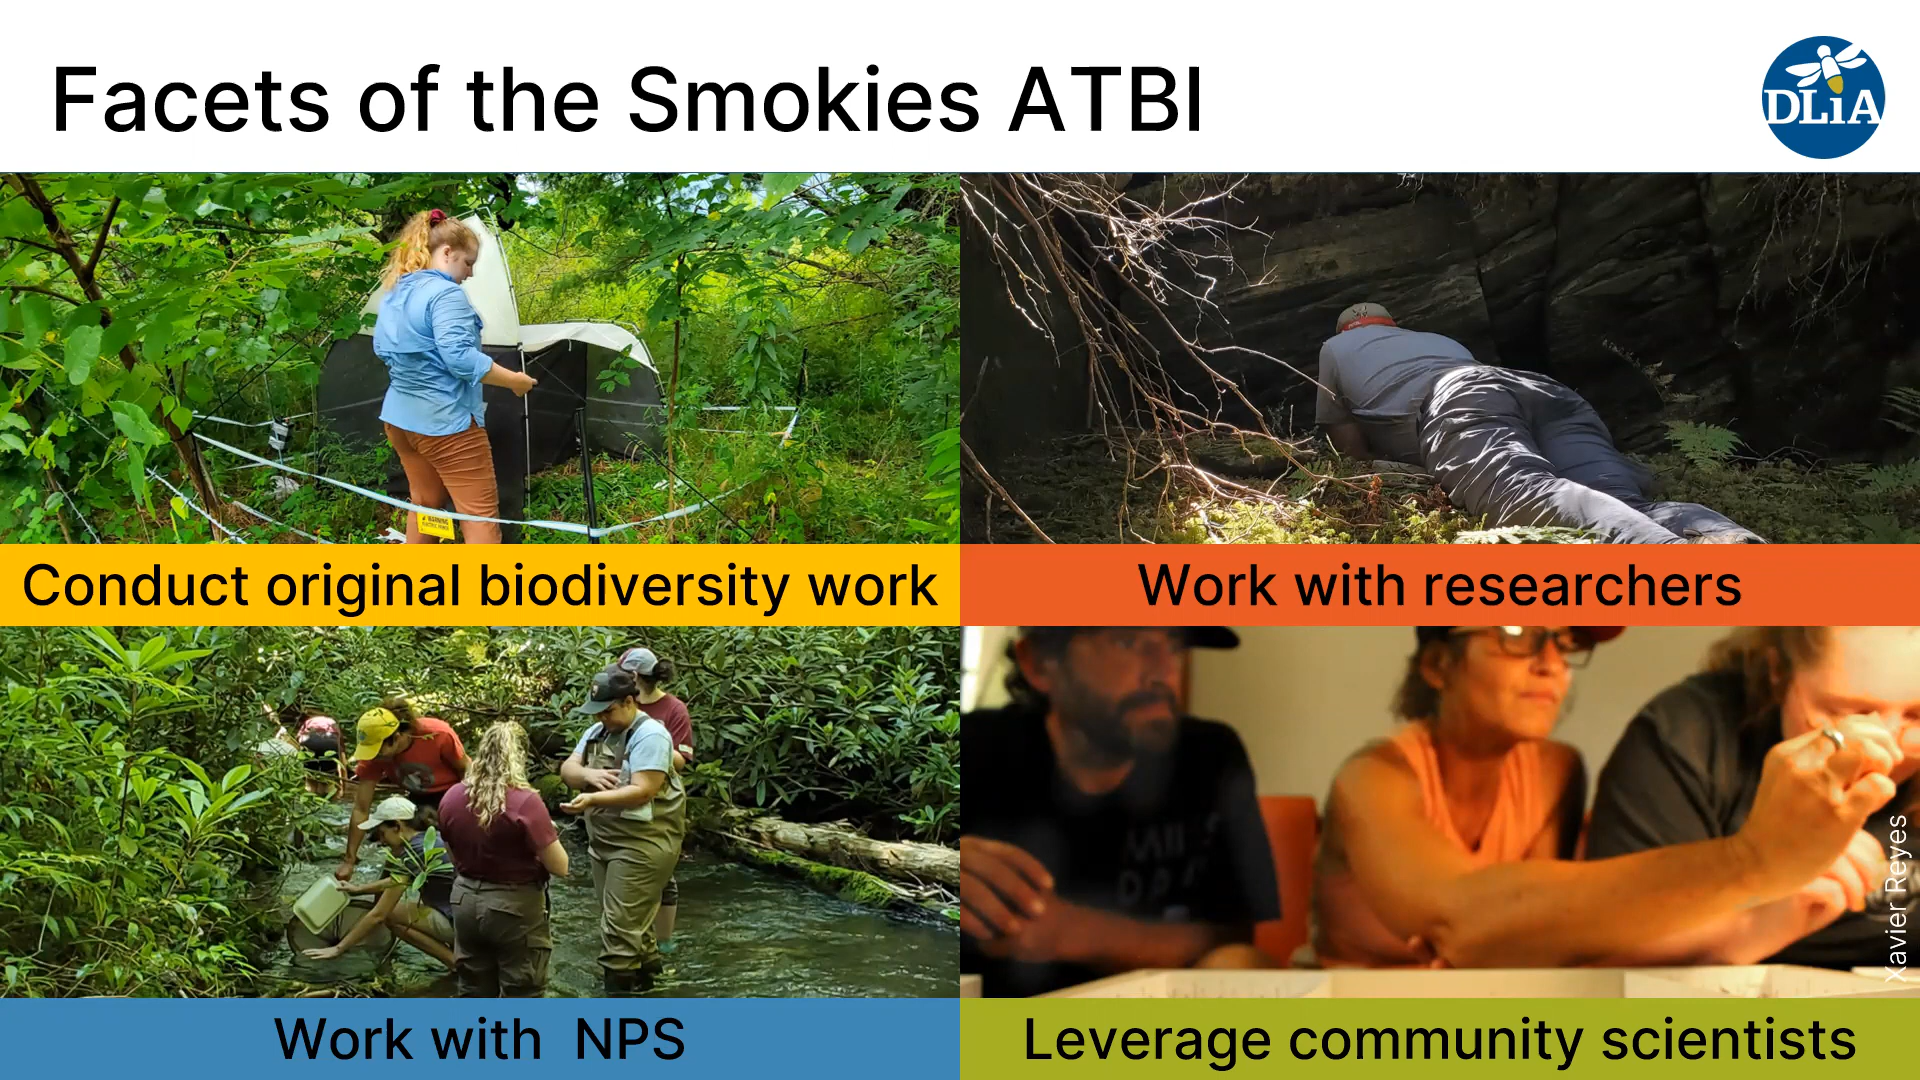 Facets of the Smokies ATBI
DLiA
WARNING
Conduct original biodiversity work
Work with researchers
Xavier Reyes
Work with NPS
Leverage community scientists